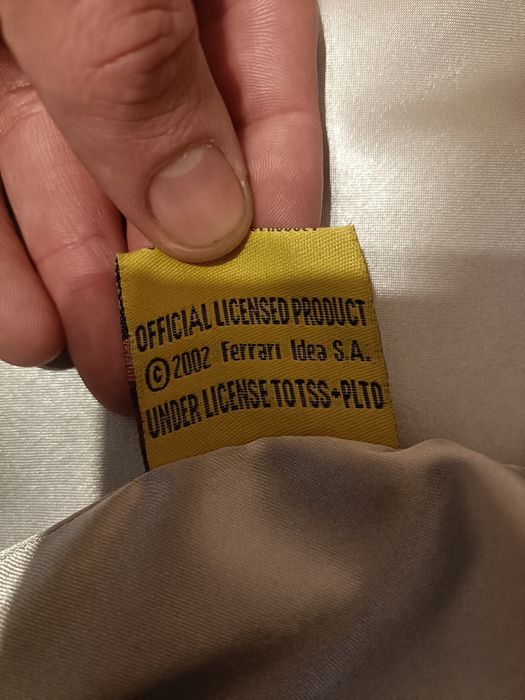 OFFICIAL LICENSED PRODUCT
© 2002 Ferrari Idea S.A.
UNDER LICENSE TO TSS+PLTD